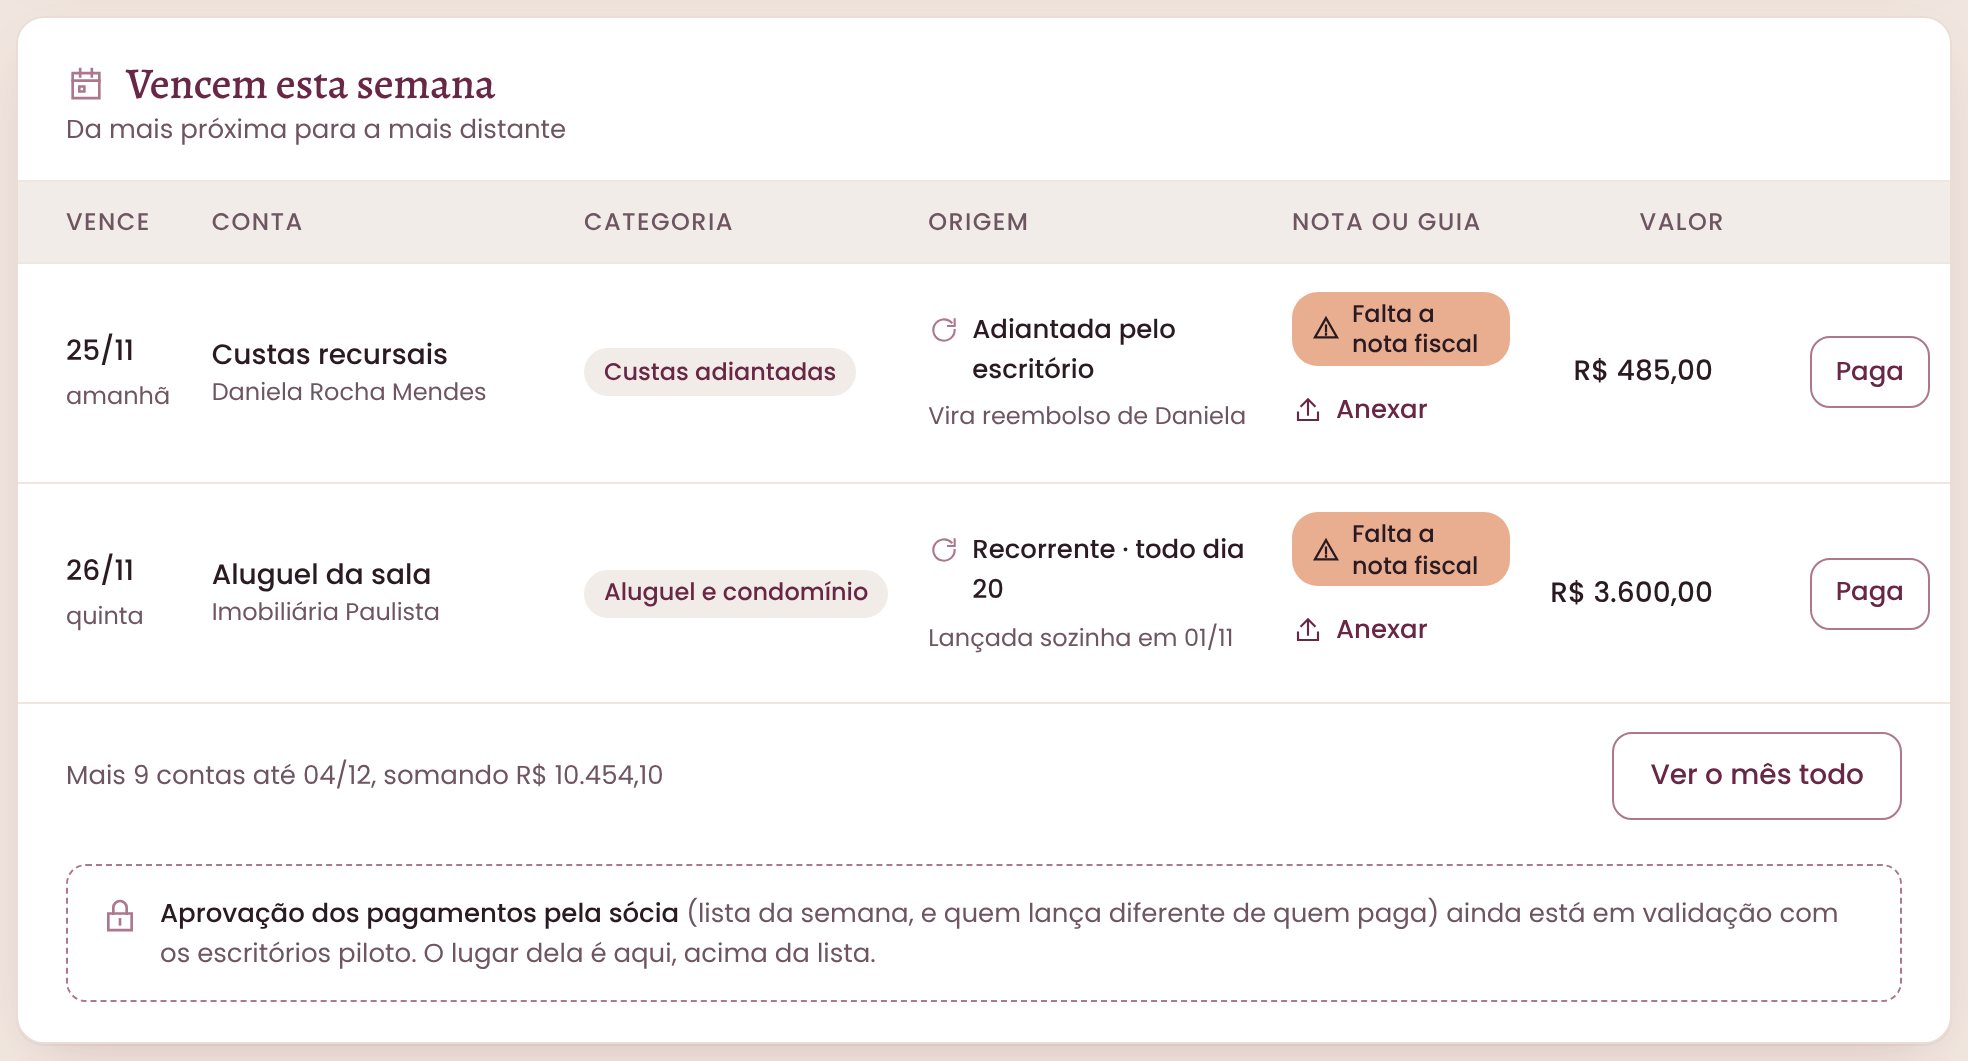 Vencem esta semana
Da mais próxima para a mais distante
VENCE CONTA CATEGORIA ORIGEM NOTA OU GUIA VALOR
25/11
amanhã
Custas recursais
Daniela Rocha Mendes
Custas adiantadas
Adiantada pelo
escritório
Vira reembolso de Daniela
Falta a
nota fiscal
Anexar
R$ 485,00
Paga
26/11
quinta
Aluguel da sala
Imobiliária Paulista
Aluguel e condomínio
Recorrente · todo dia
20
Lançada sozinha em 01/11
Falta a
nota fiscal
Anexar
R$ 3.600,00
Paga
Mais 9 contas até 04/12, somando R$ 10.454,10
Ver o mês todo
Aprovação dos pagamentos pela sócia (lista da semana, e quem lança diferente de quem paga) ainda está em validação com
os escritórios piloto. O lugar dela é aqui, acima da lista.